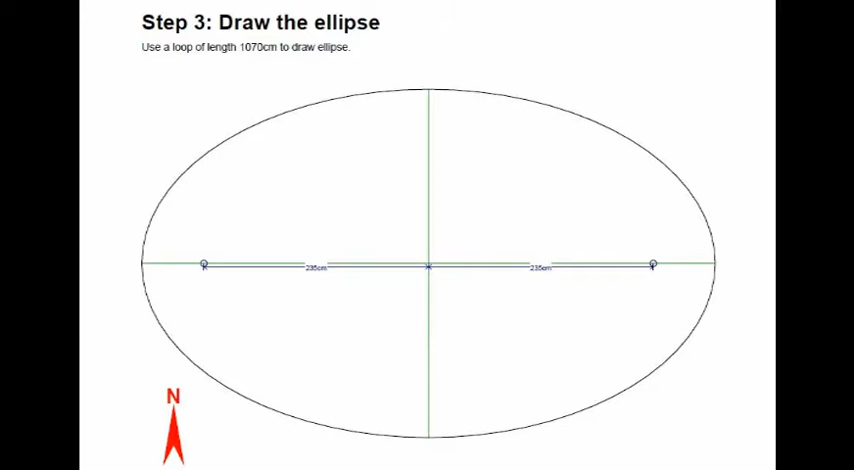 Step 3: Draw the ellipse
Use a loop of length 1070cm to draw ellipse.
235cm
235cm
N